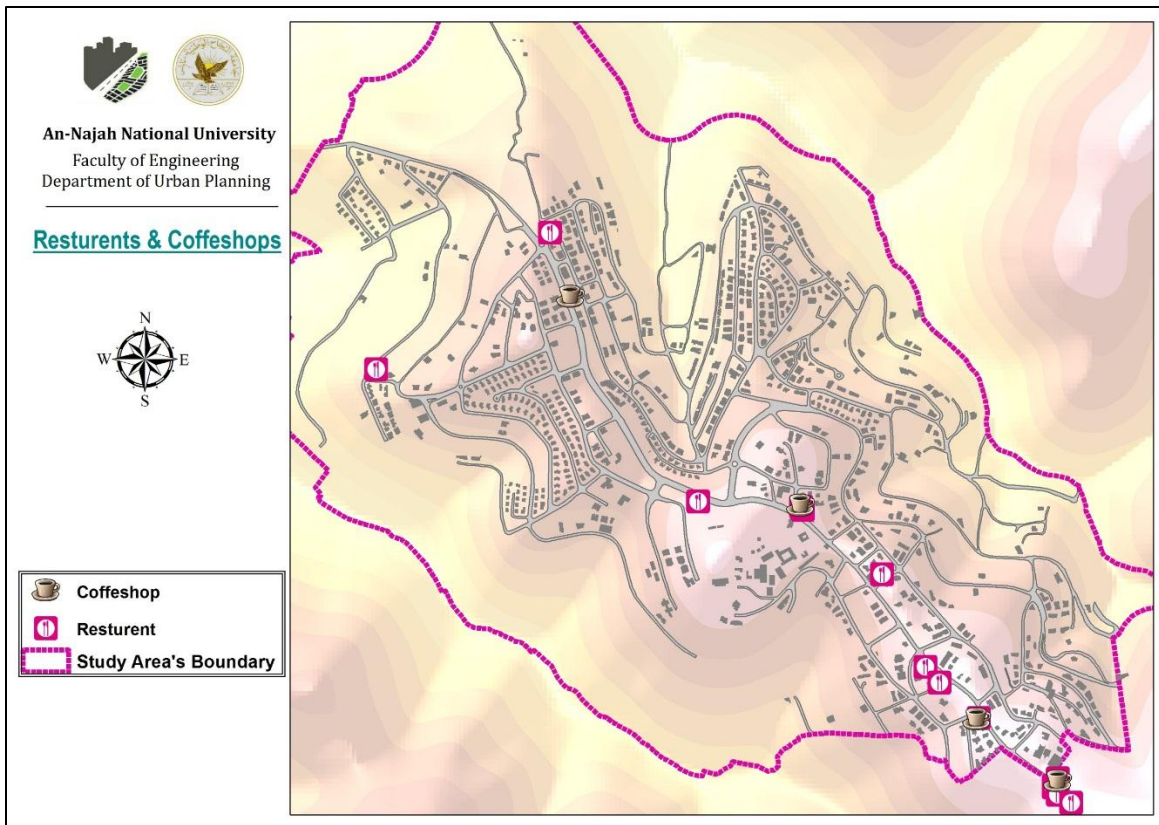 An-Najah National University
Faculty of Engineering
Department of Urban Planning
Resturents & Coffeshops
N
W
E
S
Coffeshop
Resturent
Study Area's Boundary